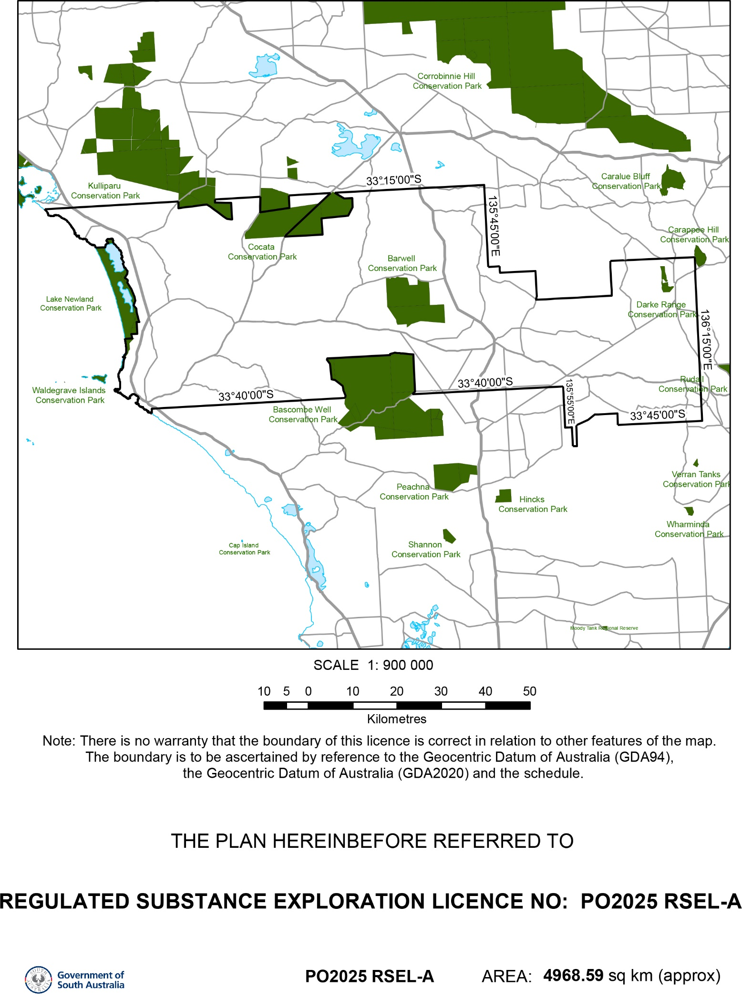 Corrobinnie Hill
Conservation Park
Kulliparu
Conservation Park
33°15'00"S
Caralue Bluff
Conservation Park
135°45'00"E
Carappee Hill
Conservation Park
Cocata
Conservation Park
Barwell
Conservation Park
Lake Newland
Conservation Park
Darke Range
Conservation Park
136°15'00"E
Waldegrave Islands
Conservation Park
33°40'00"S
33°40'00"S
135°55'00"E
Rudall
Conservation Park
Bascombe Well
Conservation Park
33°45'00"S
Verran Tanks
Conservation Park
Peachna
Conservation Park
Hincks
Conservation Park
Wharminda
Conservation Park
Cap Island
Conservation Park
Shannon
Conservation Park
Moody Tank Regional Reserve
SCALE 1: 900 000
10 5 0 10 20 30 40 50
Kilometres
Note: There is no warranty that the boundary of this licence is correct in relation to other features of the map.
The boundary is to be ascertained by reference to the Geocentric Datum of Australia (GDA94),
the Geocentric Datum of Australia (GDA2020) and the schedule.
THE PLAN HEREINBEFORE REFERRED TO
REGULATED SUBSTANCE EXPLORATION LICENCE NO: PO2025 RSEL-A
SOUTH AUSTRALIA
Government of
South Australia
PO2025 RSEL-A AREA: 4968.59 sq km (approx)